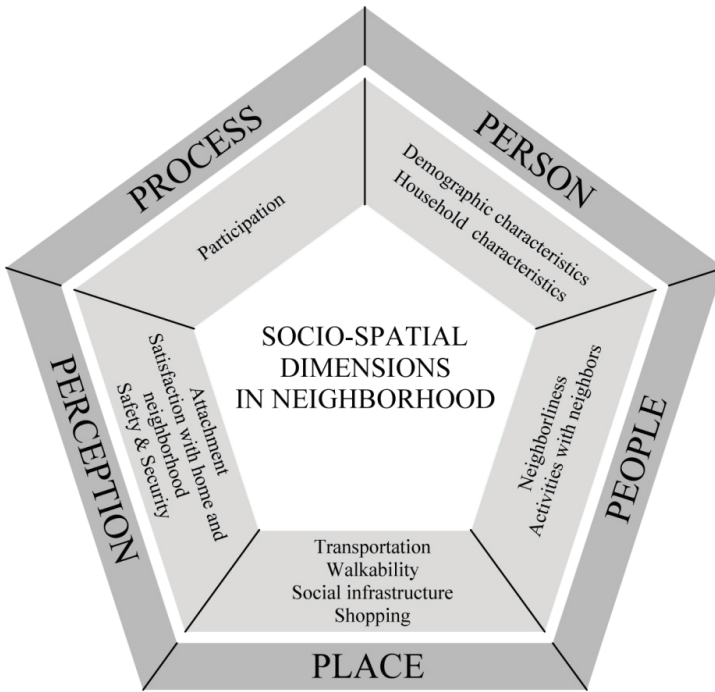 PROCESS
PERSON
Participation
Demographic characteristics
Household characteristics
SOCIO-SPATIAL
DIMENSIONS
IN NEIGHBORHOOD
PERCEPTION
Attachment
Satisfaction with home and
neighborhood
Safety & Security
Neighborliness
Activities with neighbors
PEOPLE
Transportation
Walkability
Social infrastructure
Shopping
PLACE